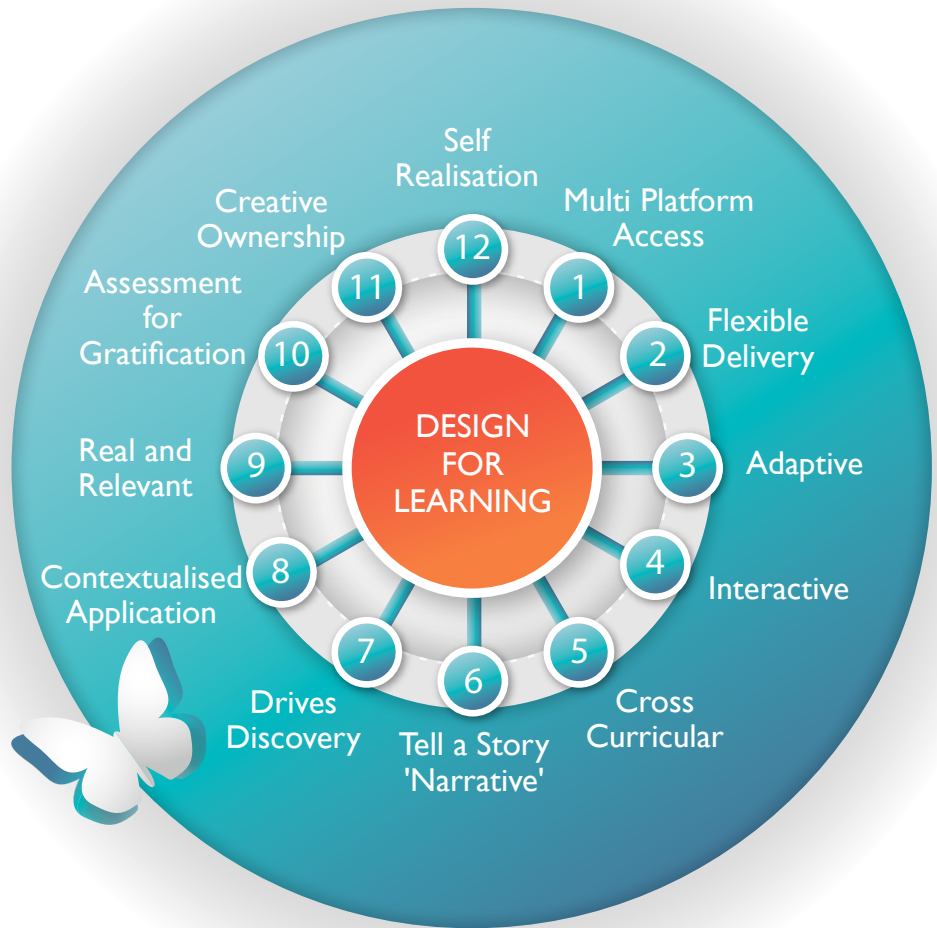 DESIGN
FOR
LEARNING
1
Multi Platform
Access
2
Flexible
Delivery
3
Adaptive
4
Interactive
5
Cross
Curricular
6
Tell a Story
'Narrative'
7
Drives
Discovery
8
Contextualised
Application
9
Real and
Relevant
10
Assessment
for
Gratification
11
Creative
Ownership
12
Self
Realisation